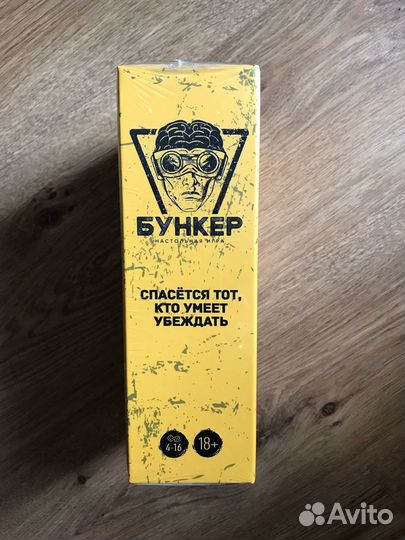 БУНКЕР
НАСТОЛЬНАЯ ИГРА
СПАСЁТСЯ ТОТ,
КТО УМЕЕТ
УБЕЖДАТЬ
4-16
18+
Avito